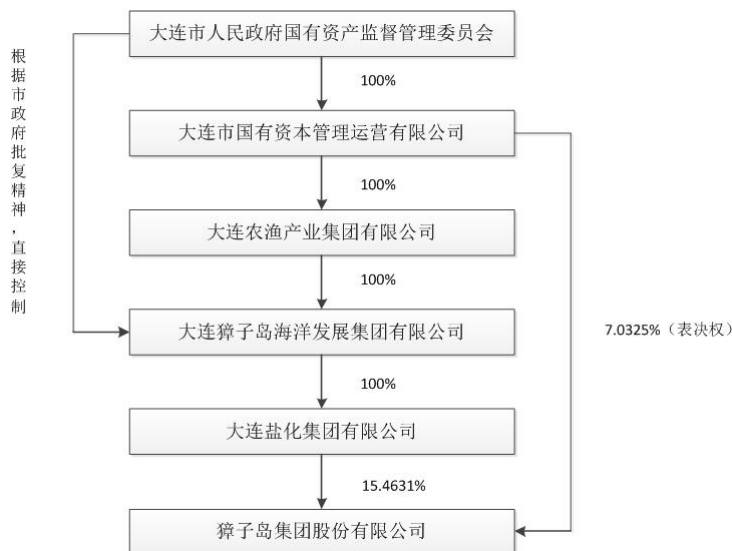 大连市人民政府国有资产监督管理委员会
根据市政府批复精神，直接控制
100%
大连市国有资本管理运营有限公司
100%
大连农渔产业集团有限公司
100%
大连獐子岛海洋发展集团有限公司
7.0325%（表决权）
100%
大连盐化集团有限公司
15.4631%
獐子岛集团股份有限公司